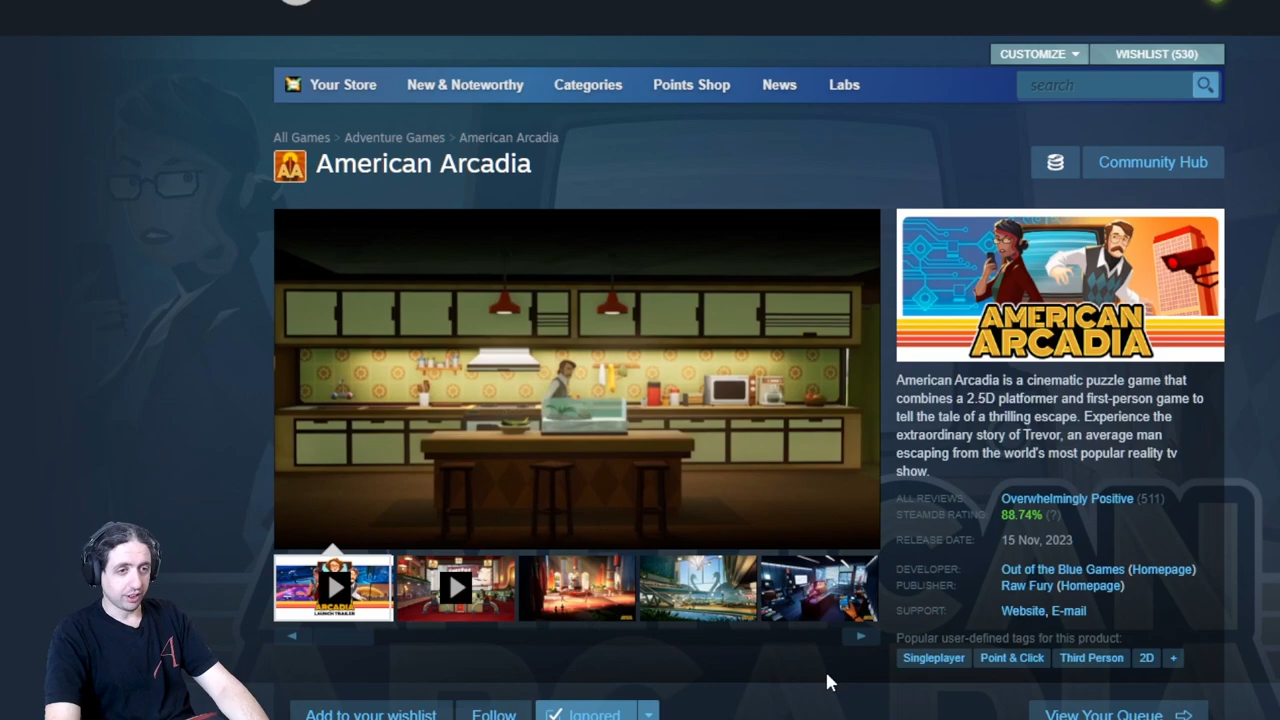 CUSTOMIZE
WISHLIST (530)
Your Store
New & Noteworthy
Categories
Points Shop
News
Labs
search
All Games > Adventure Games > American Arcadia
AA
American Arcadia
Community Hub
AMERICAN
ARCADIA
American Arcadia is a cinematic puzzle game that
combines a 2.5D platformer and first-person game to
tell the tale of a thrilling escape. Experience the
extraordinary story of Trevor, an average man
escaping from the world's most popular reality tv
show.
ALL REVIEWS: Overwhelmingly Positive (511)
STEAMDB RATING: 88.74% (?)
RELEASE DATE: 15 Nov, 2023
DEVELOPER: Out of the Blue Games (Homepage)
PUBLISHER: Raw Fury (Homepage)
SUPPORT: Website, E-mail
Popular user-defined tags for this product:
Singleplayer
Point & Click
Third Person
2D
+
ARCADIA
LAUNCH TRAILER
Add to your wishlist
Follow
Ignored
View Your Queue